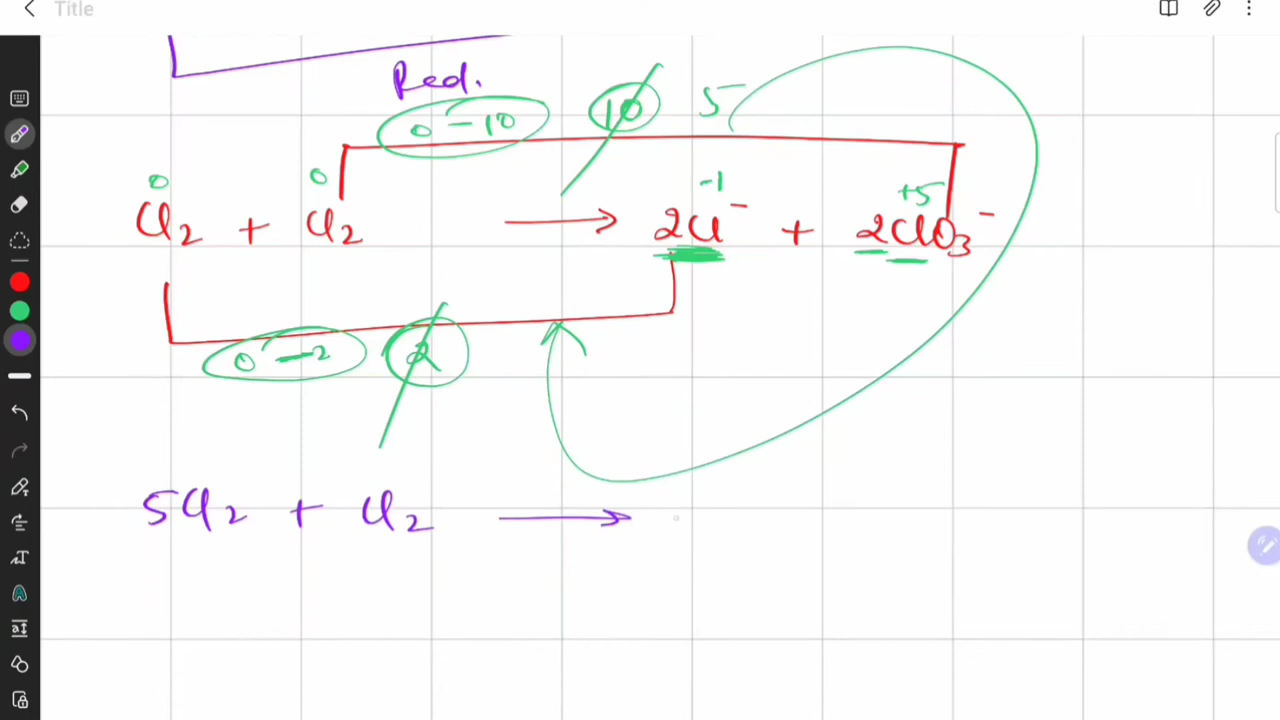 Title
Red.
0 - 10 10 5
0 0 -1 +5
Cl₂ + Cl₂ → 2Cl⁻ + 2ClO₃⁻
0 - 2 2
5Cl₂ + Cl₂ →